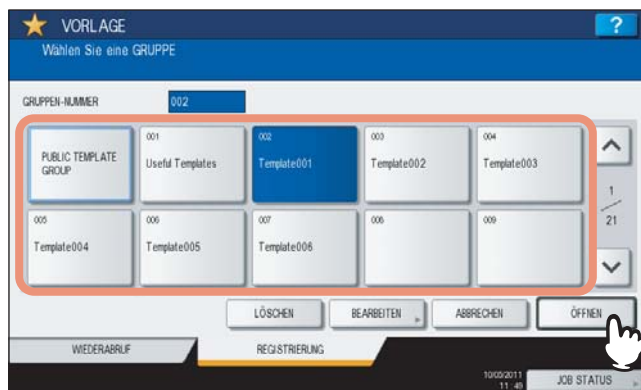 VORLAGE
?
Wählen Sie eine GRUPPE
GRUPPEN-NUMMER 002
PUBLIC TEMPLATE
GROUP
001
Useful Templates
002
Template001
003
Template002
004
Template003
1
21
005
Template004
006
Template005
007
Template006
008
009
LÖSCHEN
BEARBEITEN
ABBRECHEN
ÖFFNEN
WIEDERABRUF
REGISTRIERUNG
10/03/2011
11:49
JOB STATUS